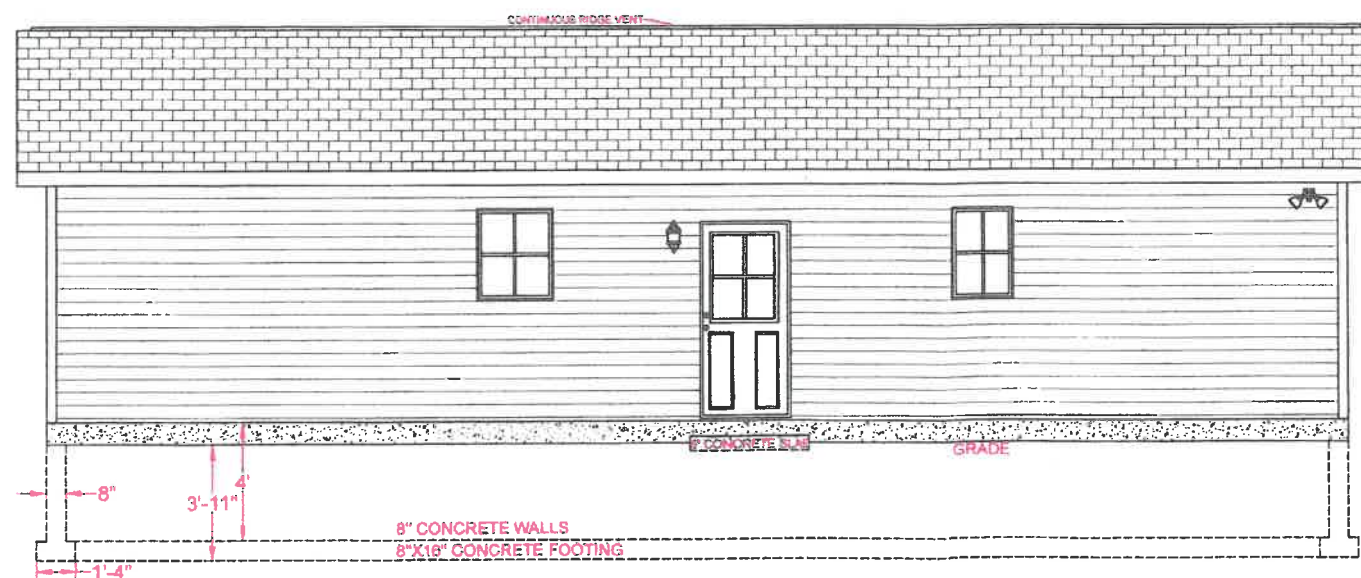 CONTINUOUS RIDGE VENT
CONCRETE SLAB
GRADE
8"
4'
3'-11"
8" CONCRETE WALLS
8"X16" CONCRETE FOOTING
1'-4"